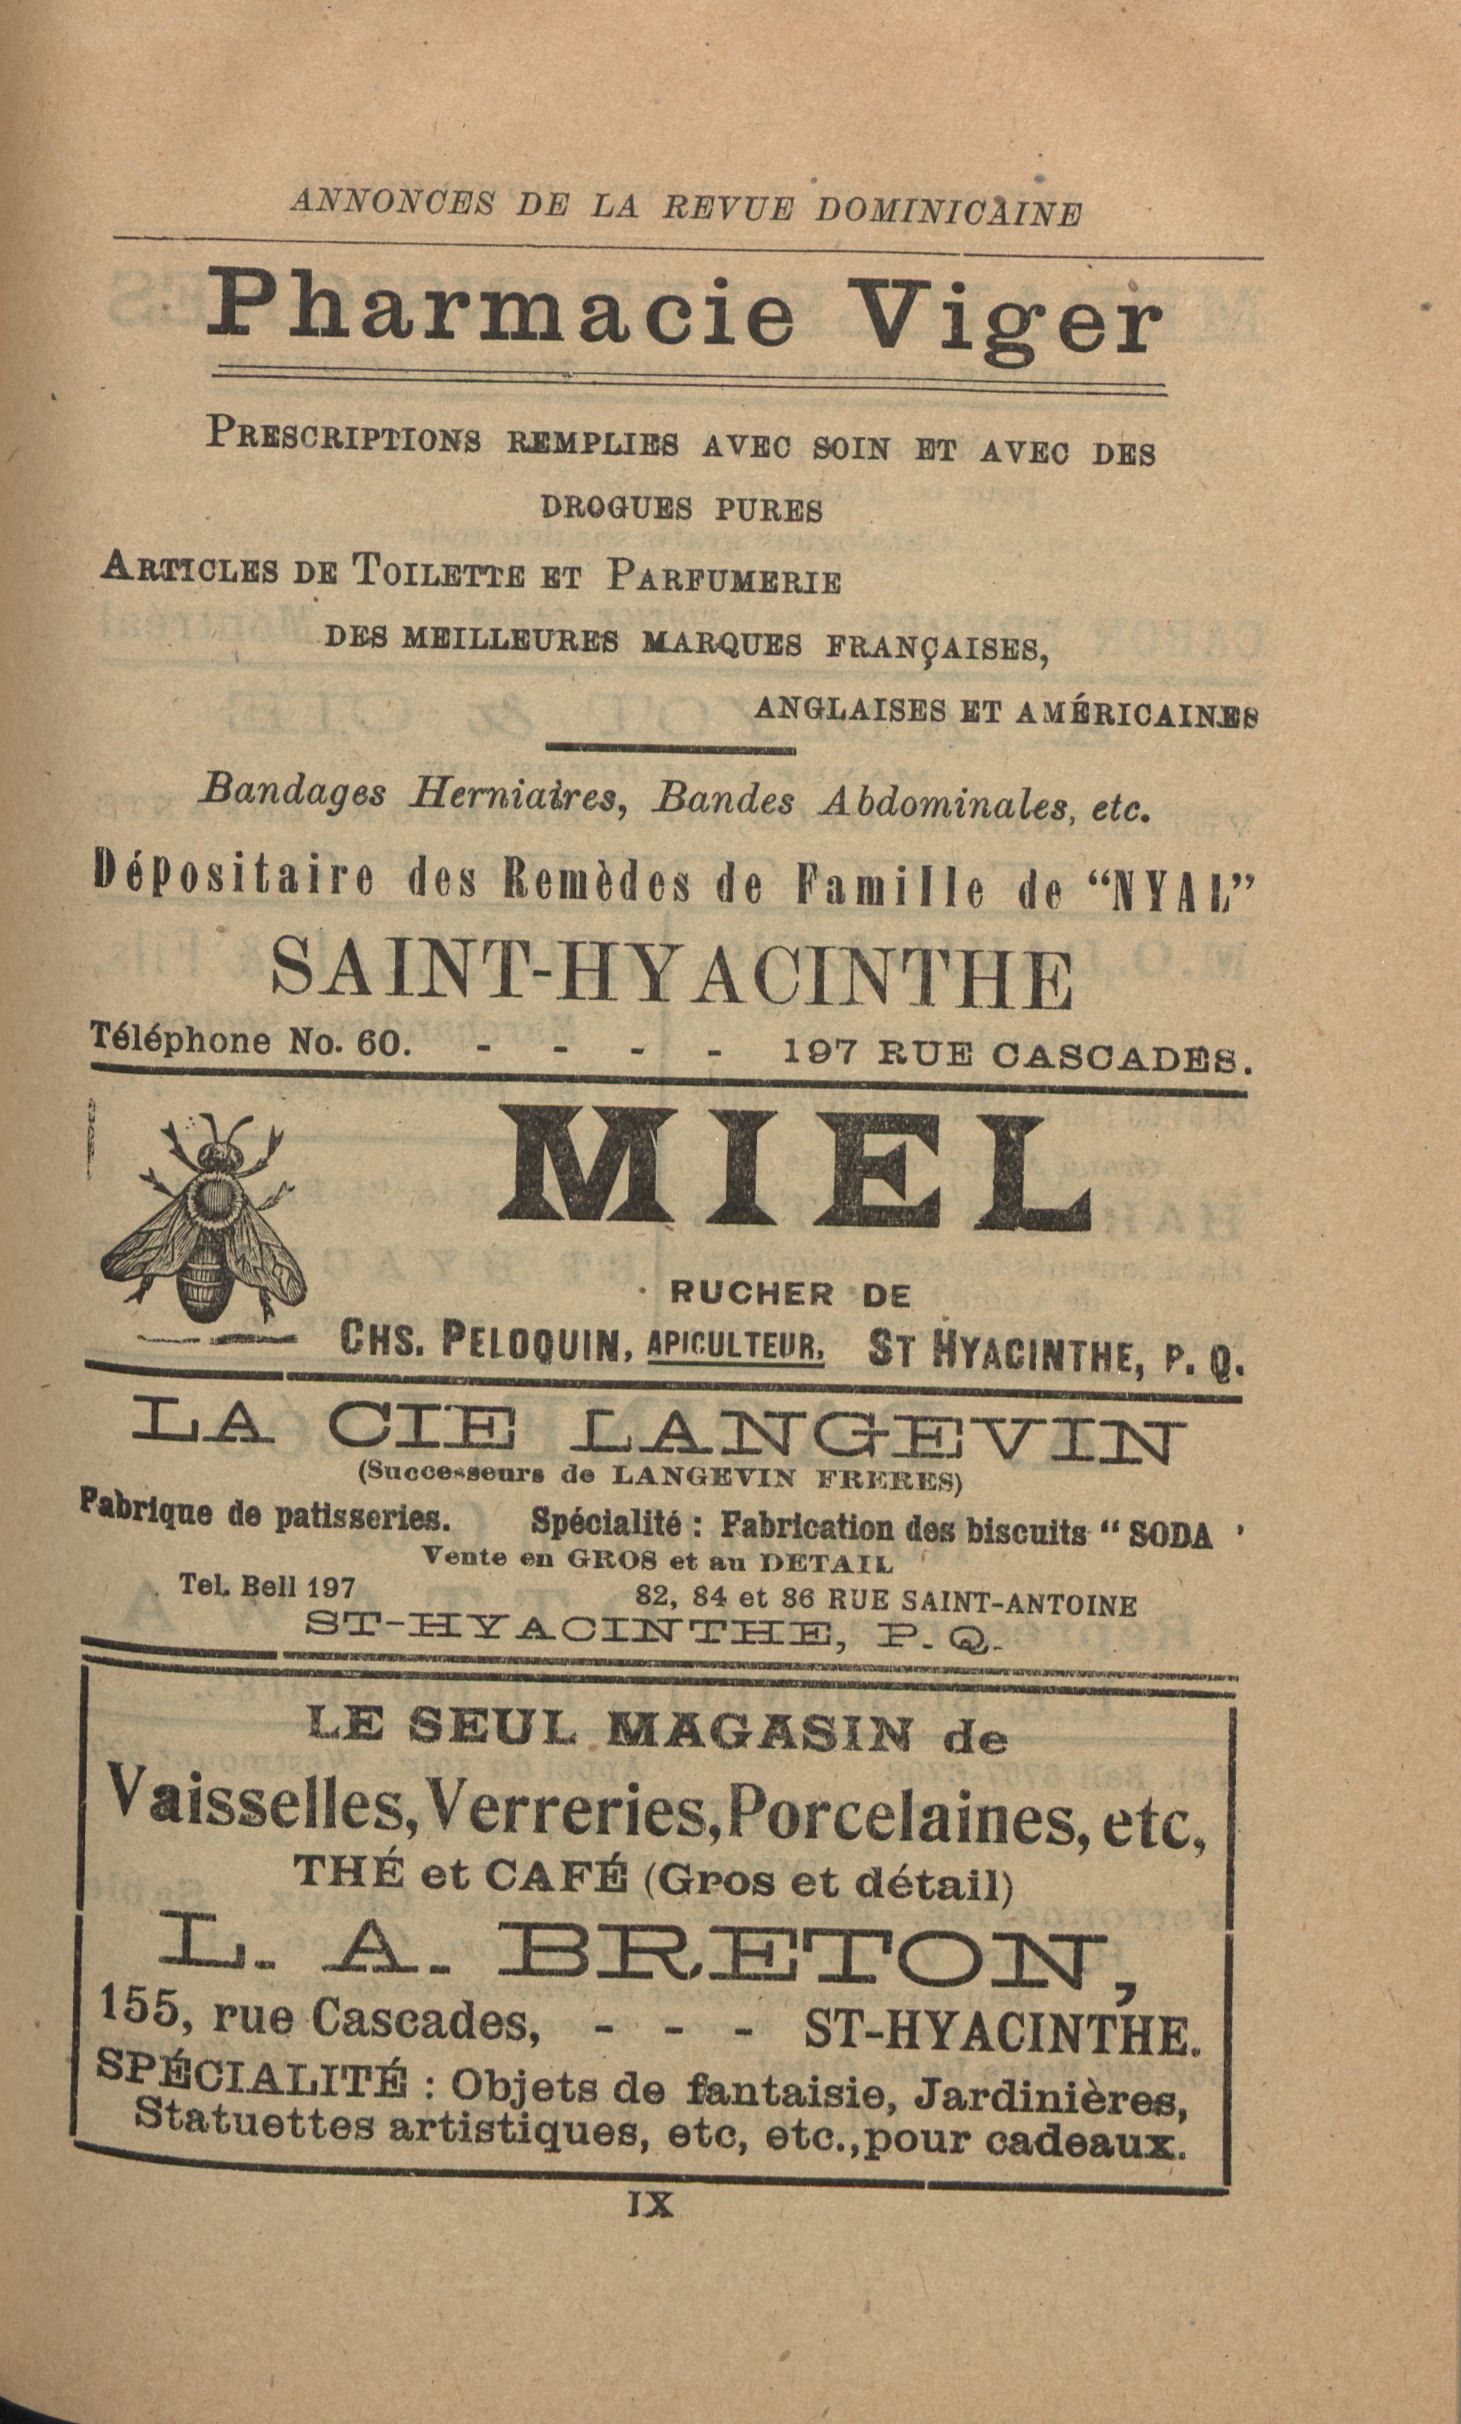 ANNONCES DE LA REVUE DOMINICAINE
Pharmacie Viger
PRESCRIPTIONS REMPLIES AVEC SOIN ET AVEC DES
DROGUES PURES
ARTICLES DE TOILETTE ET PARFUMERIE
DES MEILLEURES MARQUES FRANÇAISES,
ANGLAISES ET AMÉRICAINES
Bandages Herniaires, Bandes Abdominales, etc.
Dépositaire des Remèdes de Famille de “NYAL”
SAINT-HYACINTHE
Téléphone No. 60. - - - - 197 RUE CASCADES.
MIEL
RUCHER DE
CHS. PELOQUIN, APICULTEUR, ST HYACINTHE, P. Q.
LA CIE LANGEVIN
(Successeurs de LANGEVIN FRERES)
Fabrique de patisseries. Spécialité : Fabrication des biscuits “ SODA ’
Vente en GROS et au DETAIL
Tel. Bell 197 82, 84 et 86 RUE SAINT-ANTOINE
ST-HYACINTHE, P. Q.
LE SEUL MAGASIN de
Vaisselles, Verreries, Porcelaines, etc,
THÉ et CAFÉ (Gros et détail)
L. A. BRETON,
155, rue Cascades, - - - ST-HYACINTHE.
SPÉCIALITÉ : Objets de fantaisie, Jardinières,
Statuettes artistiques, etc, etc.,pour cadeaux.
IX